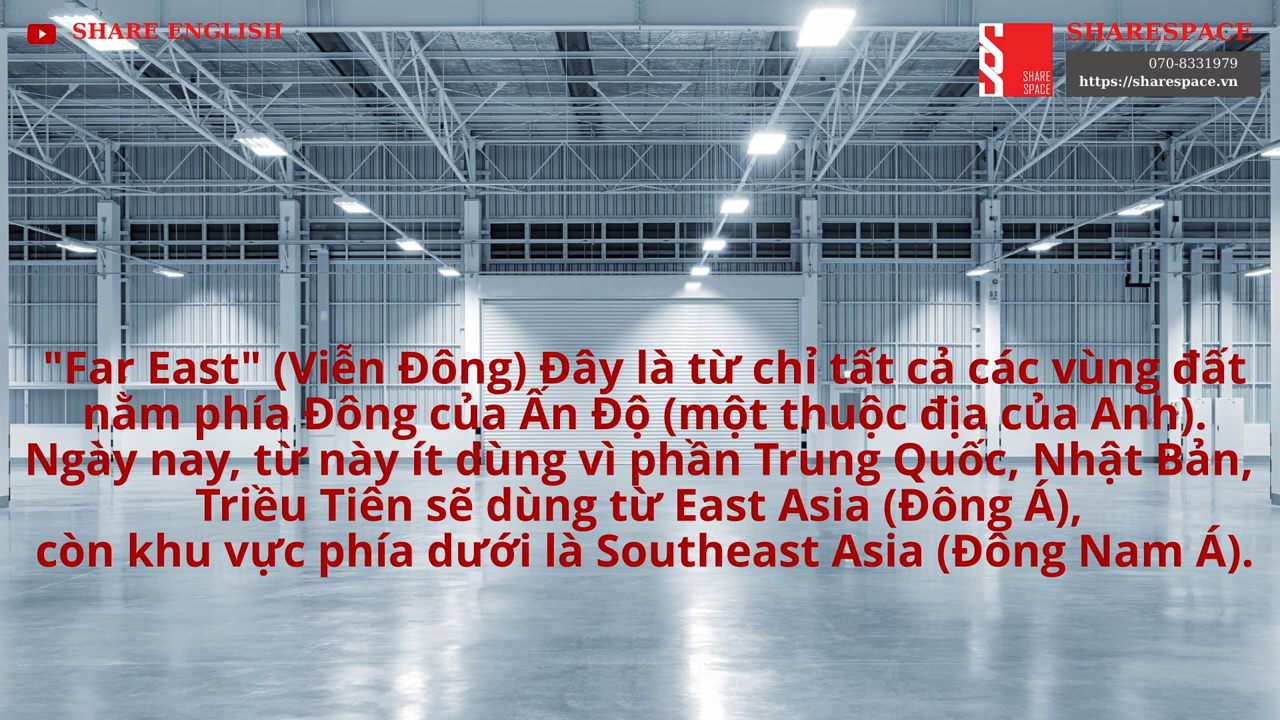 SHARE ENGLISH
SHARESPACE
070-8331979
https://sharespace.vn
SHARE
SPACE
"Far East" (Viễn Đông) Đây là từ chỉ tất cả các vùng đất
nằm phía Đông của Ấn Độ (một thuộc địa của Anh).
Ngày nay, từ này ít dùng vì phần Trung Quốc, Nhật Bản,
Triều Tiên sẽ dùng từ East Asia (Đông Á),
còn khu vực phía dưới là Southeast Asia (Đông Nam Á).